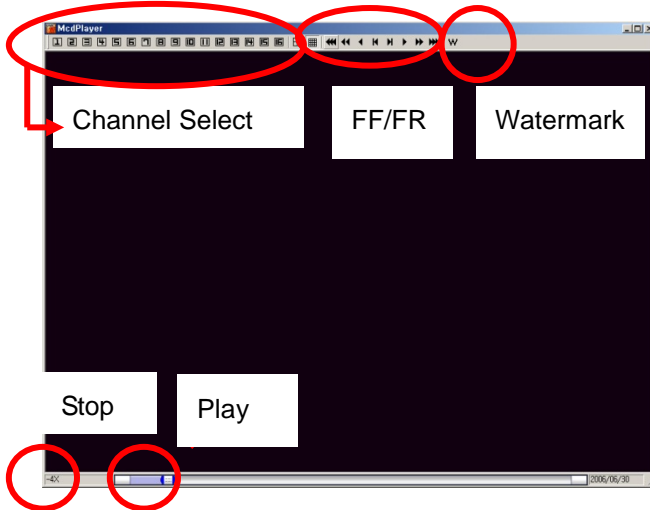 McdPlayer
1 2 3 4 5 6 7 8 9 10 11 12 13 14 15 16 W
Channel Select
FF/FR
Watermark
Stop
Play
-4X
2006/06/30